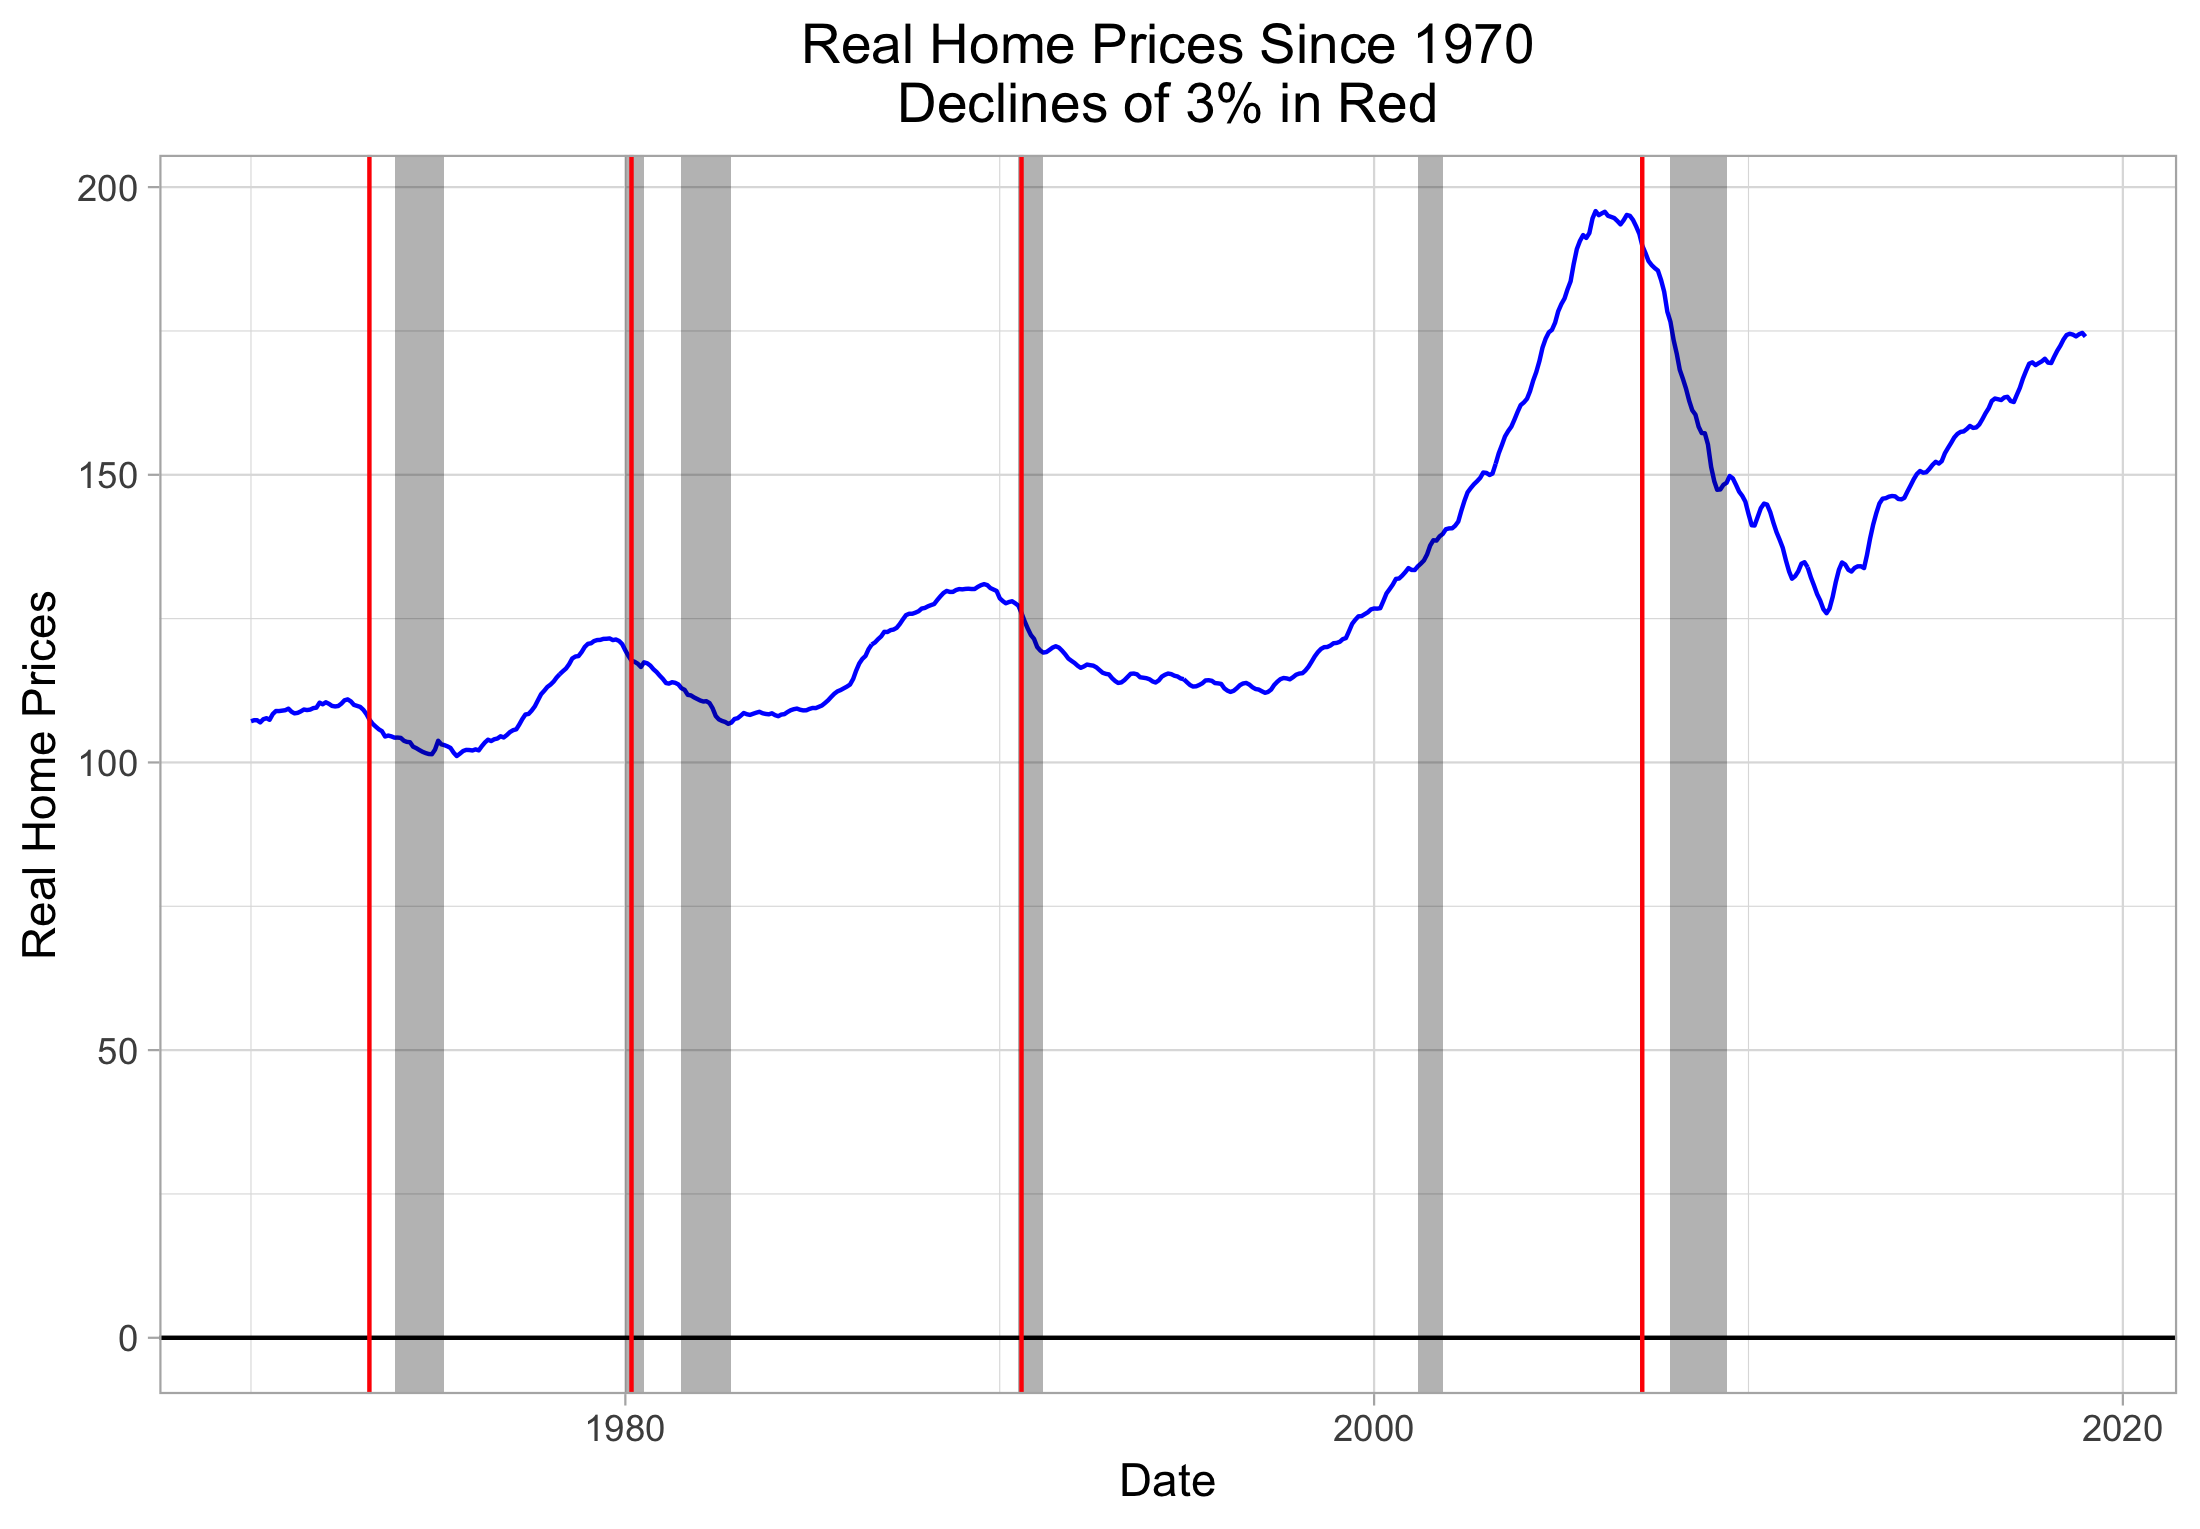 Real Home Prices Since 1970
Declines of 3% in Red
Real Home Prices
200
150
100
50
0
1980
2000
2020
Date